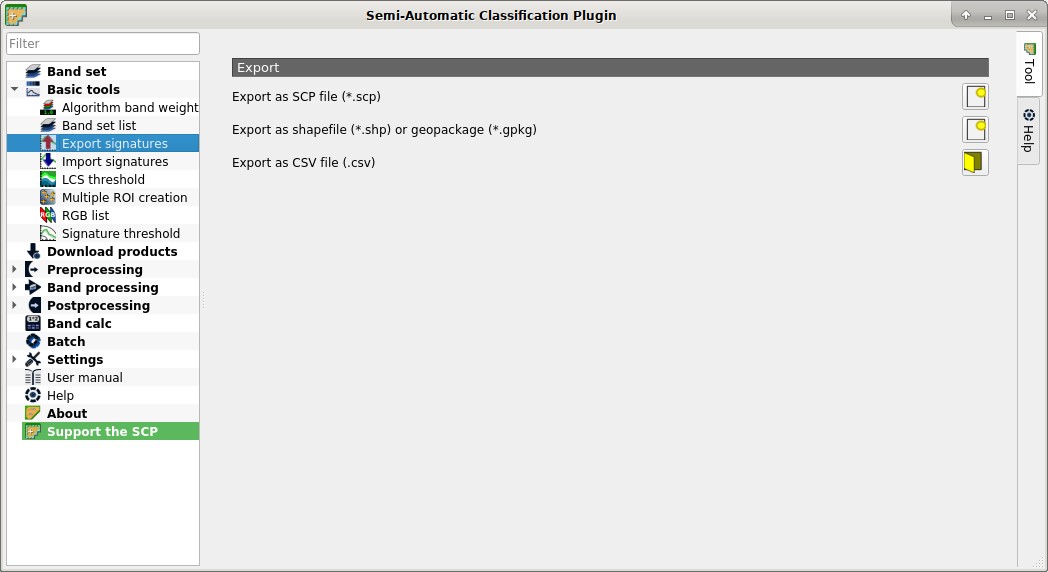 Semi-Automatic Classification Plugin
Filter
Band set
Basic tools
Algorithm band weight
Band set list
Export signatures
Import signatures
LCS threshold
Multiple ROI creation
RGB list
Signature threshold
Download products
Preprocessing
Band processing
Postprocessing
Band calc
Batch
Settings
User manual
Help
About
Support the SCP
Export
Export as SCP file (*.scp)
Export as shapefile (*.shp) or geopackage (*.gpkg)
Export as CSV file (.csv)
Tool
Help